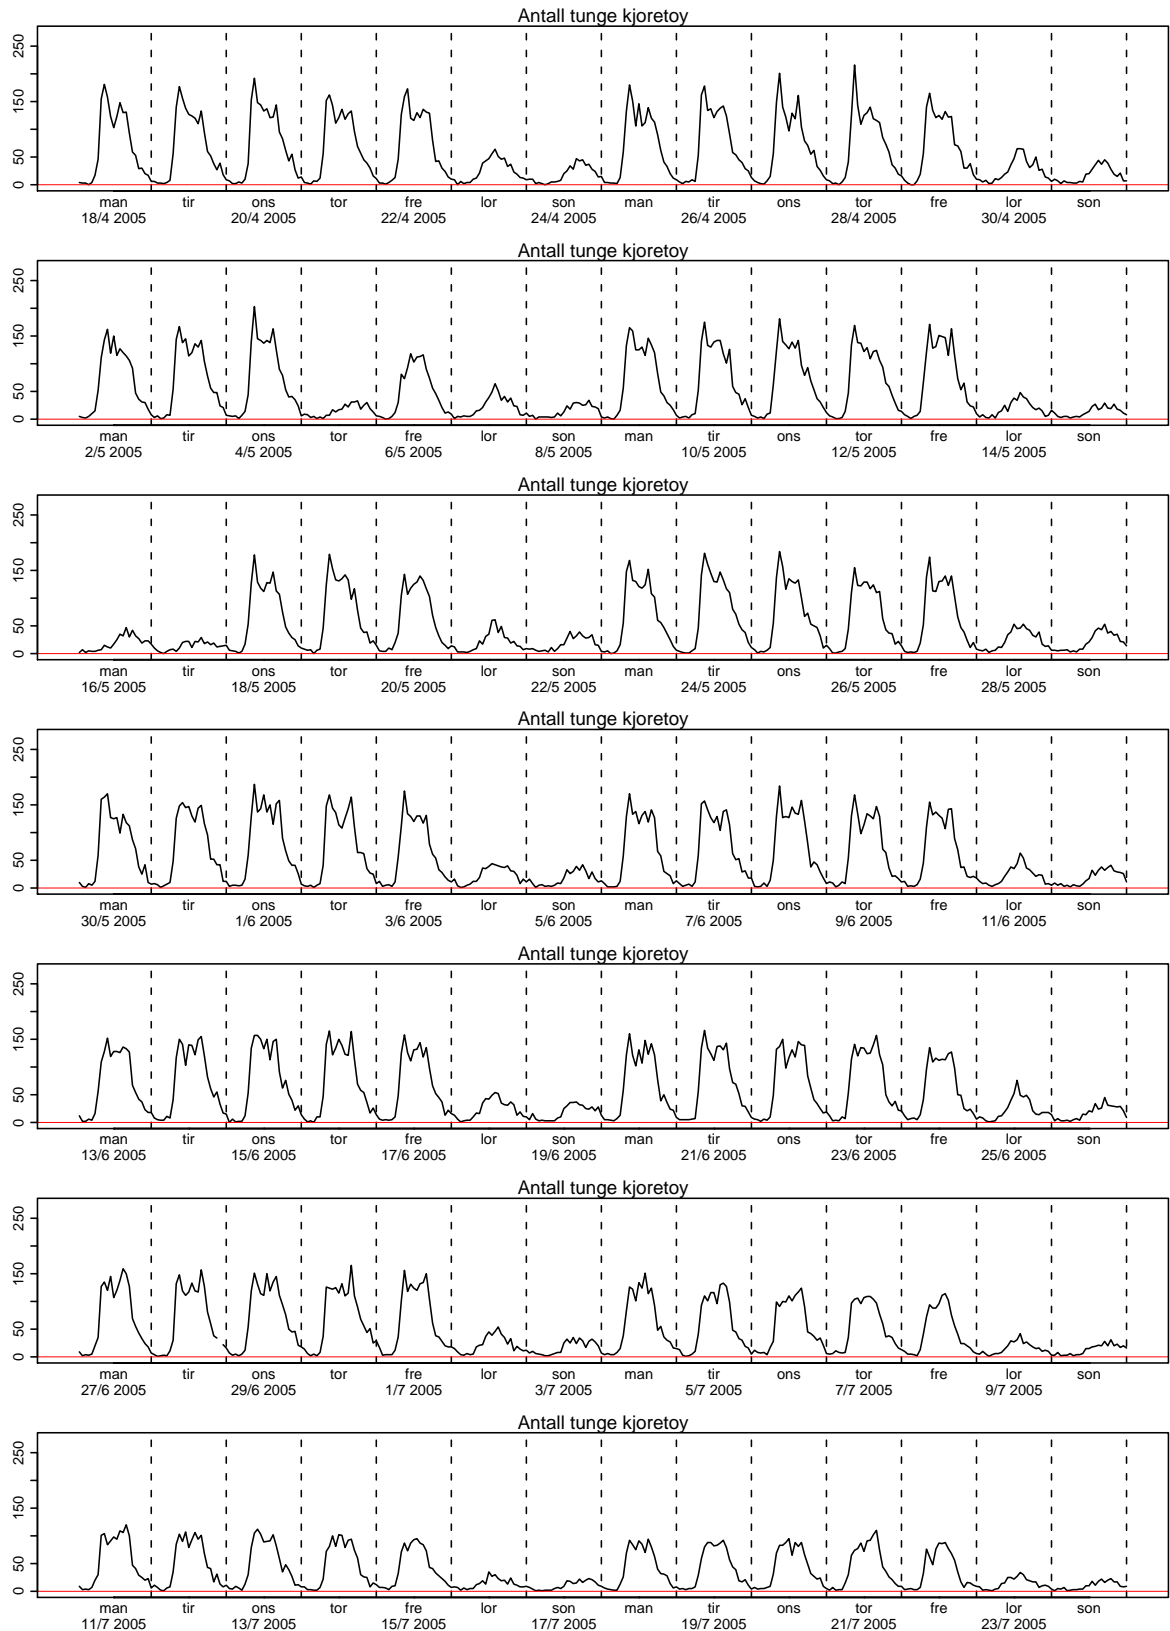 Antall tunge kjoretoy
250
150
50
0
man tir ons tor fre lor son man tir ons tor fre lor son
18/4 2005 20/4 2005 22/4 2005 24/4 2005 26/4 2005 28/4 2005 30/4 2005
Antall tunge kjoretoy
250
150
50
0
man tir ons tor fre lor son man tir ons tor fre lor son
2/5 2005 4/5 2005 6/5 2005 8/5 2005 10/5 2005 12/5 2005 14/5 2005
Antall tunge kjoretoy
250
150
50
0
man tir ons tor fre lor son man tir ons tor fre lor son
16/5 2005 18/5 2005 20/5 2005 22/5 2005 24/5 2005 26/5 2005 28/5 2005
Antall tunge kjoretoy
250
150
50
0
man tir ons tor fre lor son man tir ons tor fre lor son
30/5 2005 1/6 2005 3/6 2005 5/6 2005 7/6 2005 9/6 2005 11/6 2005
Antall tunge kjoretoy
250
150
50
0
man tir ons tor fre lor son man tir ons tor fre lor son
13/6 2005 15/6 2005 17/6 2005 19/6 2005 21/6 2005 23/6 2005 25/6 2005
Antall tunge kjoretoy
250
150
50
0
man tir ons tor fre lor son man tir ons tor fre lor son
27/6 2005 29/6 2005 1/7 2005 3/7 2005 5/7 2005 7/7 2005 9/7 2005
Antall tunge kjoretoy
250
150
50
0
man tir ons tor fre lor son man tir ons tor fre lor son
11/7 2005 13/7 2005 15/7 2005 17/7 2005 19/7 2005 21/7 2005 23/7 2005